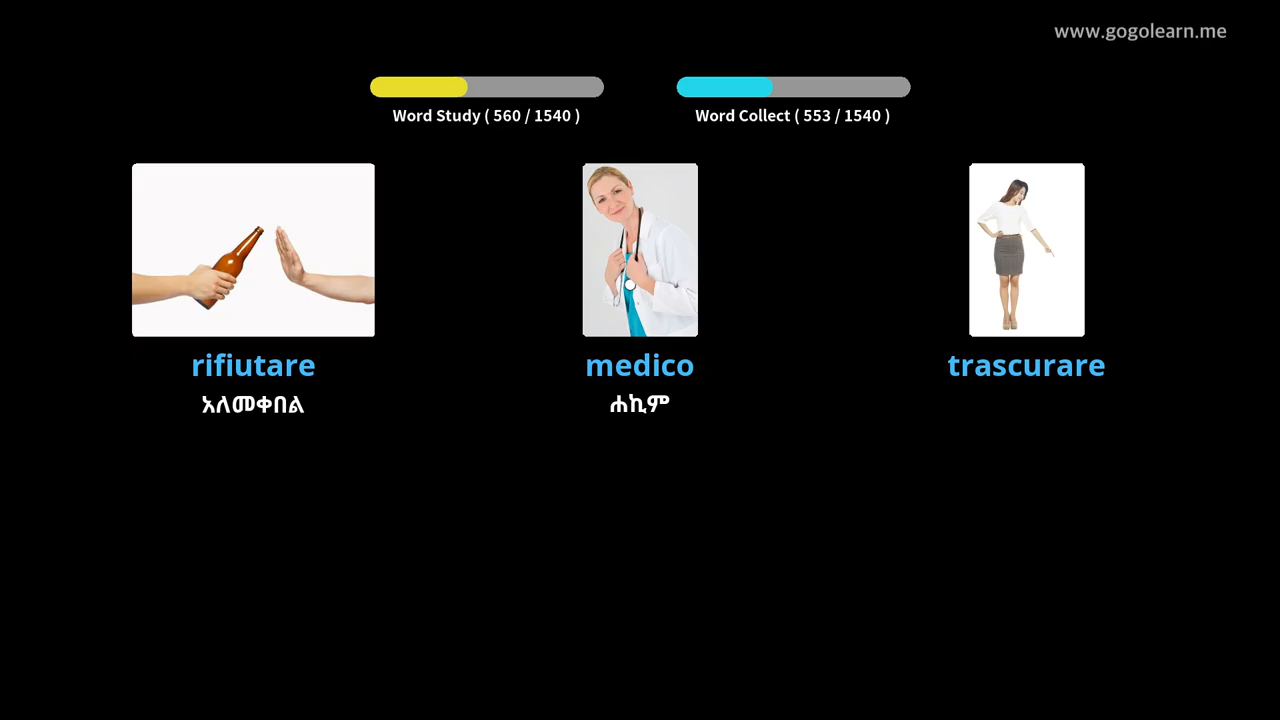 www.gogolearn.me
Word Study ( 560 / 1540 )
Word Collect ( 553 / 1540 )
rifiutare
medico
trascurare
አለመቀበል
ሐኪም